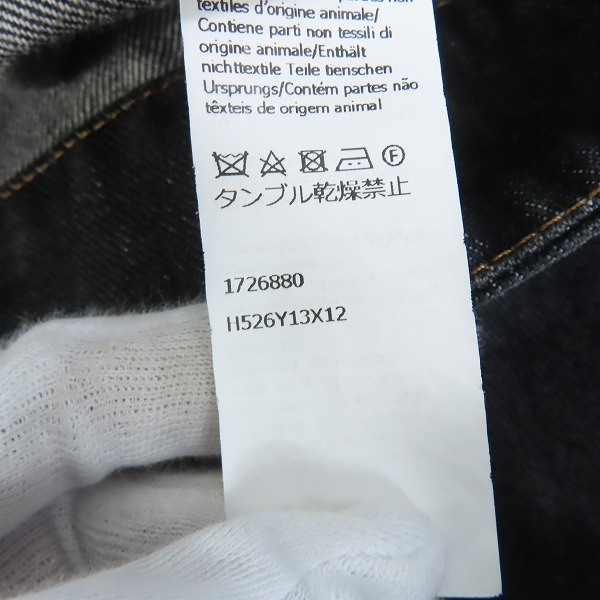 textiles d'origine animale/
Contiene parti non tessili di
origine animale/Enthält
nichttextile Teile tierischen
Ursprungs/Contém partes não
têxteis de origem animal
F
タンブル乾燥禁止
1726880
H526Y13X12